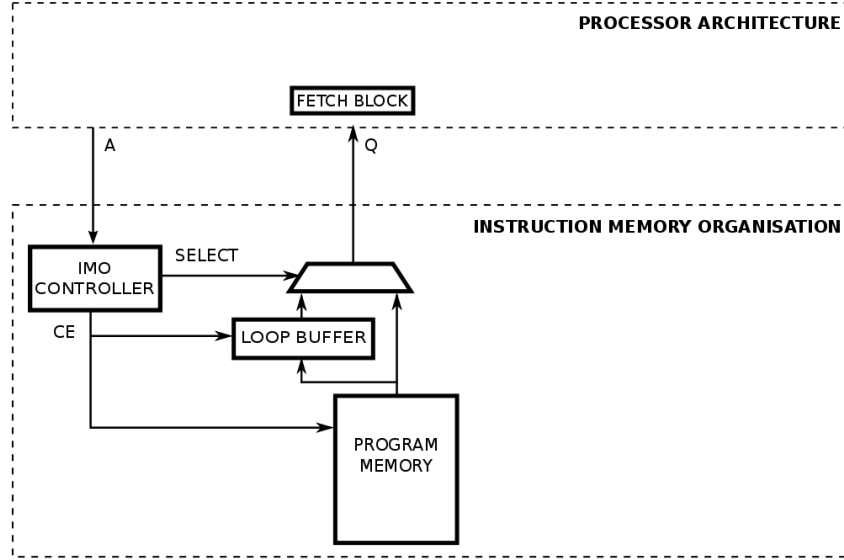 PROCESSOR ARCHITECTURE
FETCH BLOCK
A
Q
INSTRUCTION MEMORY ORGANISATION
SELECT
IMO
CONTROLLER
CE
LOOP BUFFER
PROGRAM
MEMORY